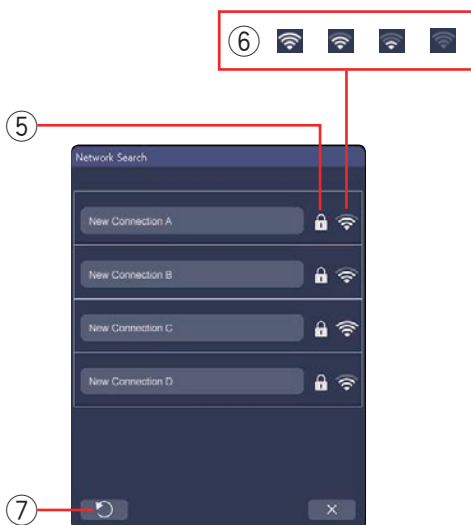 ⑥
⑤
Network Search
New Connection A
New Connection B
New Connection C
New Connection D
⑦